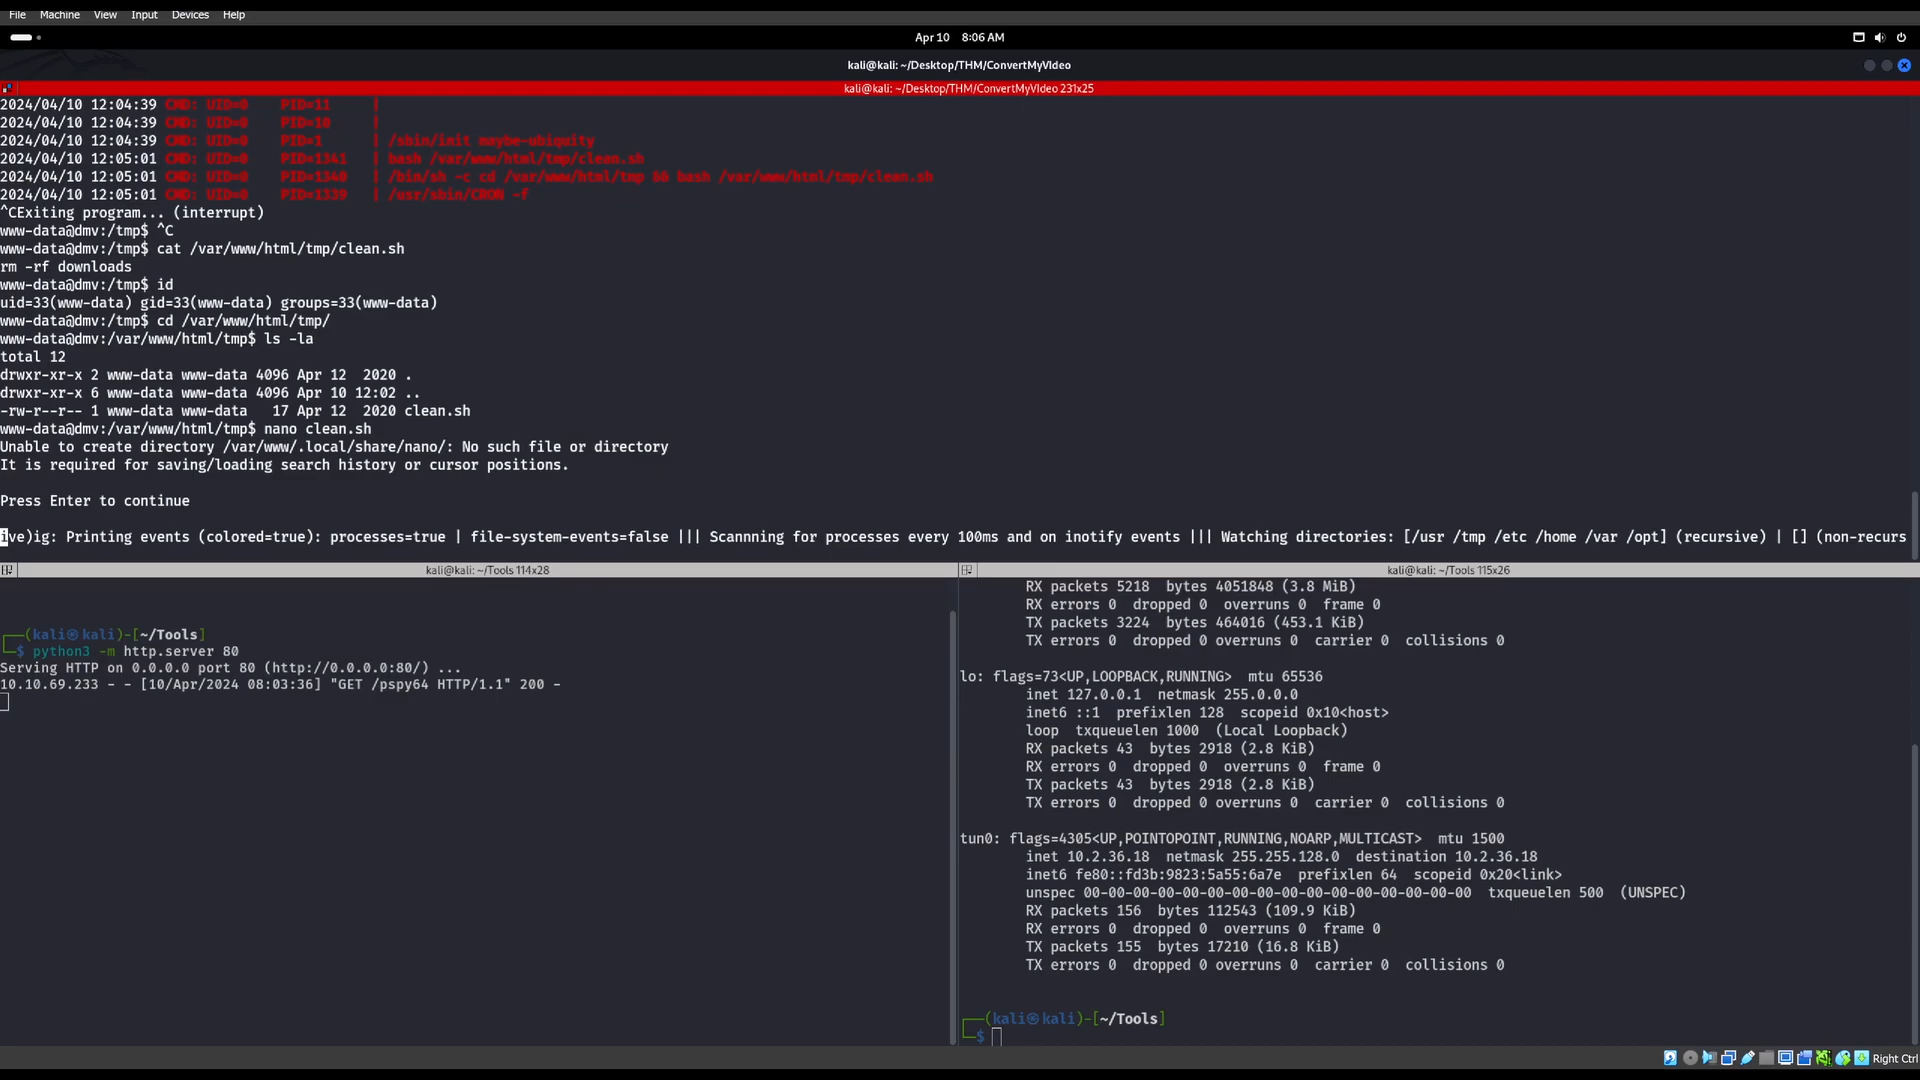 File Machine View Input Devices Help
Apr 10 8:06 AM
kali@kali: ~/Desktop/THM/ConvertMyVIdeo
kali@kali: ~/Desktop/THM/ConvertMyVIdeo 231x25
2024/04/10 12:04:39 CMD: UID=0 PID=11 |
2024/04/10 12:04:39 CMD: UID=0 PID=10 |
2024/04/10 12:04:39 CMD: UID=0 PID=1 | /sbin/init maybe-ubiquity
2024/04/10 12:05:01 CMD: UID=0 PID=1341 | bash /var/www/html/tmp/clean.sh
2024/04/10 12:05:01 CMD: UID=0 PID=1340 | /bin/sh -c cd /var/www/html/tmp && bash /var/www/html/tmp/clean.sh
2024/04/10 12:05:01 CMD: UID=0 PID=1339 | /usr/sbin/CRON -f
^CExiting program... (interrupt)
www-data@dmv:/tmp$ ^C
www-data@dmv:/tmp$ cat /var/www/html/tmp/clean.sh
rm -rf downloads
www-data@dmv:/tmp$ id
uid=33(www-data) gid=33(www-data) groups=33(www-data)
www-data@dmv:/tmp$ cd /var/www/html/tmp/
www-data@dmv:/var/www/html/tmp$ ls -la
total 12
drwxr-xr-x 2 www-data www-data 4096 Apr 12 2020 .
drwxr-xr-x 6 www-data www-data 4096 Apr 10 12:02 ..
-rw-r--r-- 1 www-data www-data 17 Apr 12 2020 clean.sh
www-data@dmv:/var/www/html/tmp$ nano clean.sh
Unable to create directory /var/www/.local/share/nano/: No such file or directory
It is required for saving/loading search history or cursor positions.
Press Enter to continue
ive)ig: Printing events (colored=true): processes=true | file-system-events=false ||| Scannning for processes every 100ms and on inotify events ||| Watching directories: [/usr /tmp /etc /home /var /opt] (recursive) | [] (non-recurs
kali@kali: ~/Tools 114x28
┌──(kali㉿kali)-[~/Tools]
└─$ python3 -m http.server 80
Serving HTTP on 0.0.0.0 port 80 (http://0.0.0.0:80/) ...
10.10.69.233 - - [10/Apr/2024 08:03:36] "GET /pspy64 HTTP/1.1" 200 -
kali@kali: ~/Tools 115x26
RX packets 5218 bytes 4051848 (3.8 MiB)
RX errors 0 dropped 0 overruns 0 frame 0
TX packets 3224 bytes 464016 (453.1 KiB)
TX errors 0 dropped 0 overruns 0 carrier 0 collisions 0
lo: flags=73<UP,LOOPBACK,RUNNING> mtu 65536
inet 127.0.0.1 netmask 255.0.0.0
inet6 ::1 prefixlen 128 scopeid 0x10<host>
loop txqueuelen 1000 (Local Loopback)
RX packets 43 bytes 2918 (2.8 KiB)
RX errors 0 dropped 0 overruns 0 frame 0
TX packets 43 bytes 2918 (2.8 KiB)
TX errors 0 dropped 0 overruns 0 carrier 0 collisions 0
tun0: flags=4305<UP,POINTOPOINT,RUNNING,NOARP,MULTICAST> mtu 1500
inet 10.2.36.18 netmask 255.255.128.0 destination 10.2.36.18
inet6 fe80::fd3b:9823:5a55:6a7e prefixlen 64 scopeid 0x20<link>
unspec 00-00-00-00-00-00-00-00-00-00-00-00-00-00-00-00 txqueuelen 500 (UNSPEC)
RX packets 156 bytes 112543 (109.9 KiB)
RX errors 0 dropped 0 overruns 0 frame 0
TX packets 155 bytes 17210 (16.8 KiB)
TX errors 0 dropped 0 overruns 0 carrier 0 collisions 0
┌──(kali㉿kali)-[~/Tools]
└─$
Right Ctrl